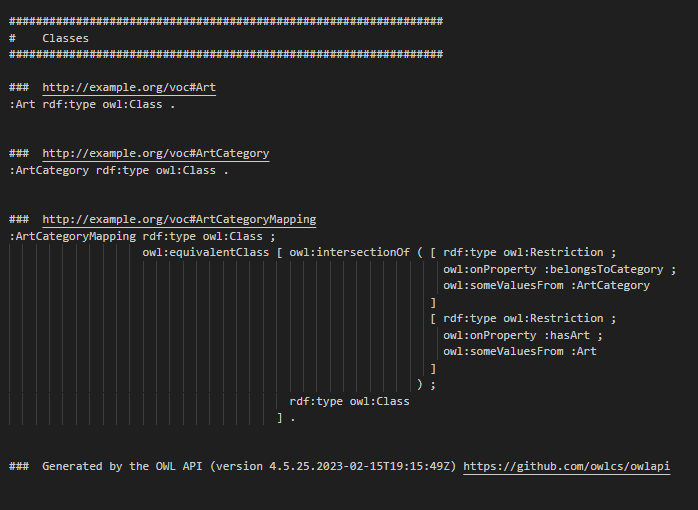 #################################################################
#    Classes
#################################################################
###  http://example.org/voc#Art
:Art rdf:type owl:Class .
###  http://example.org/voc#ArtCategory
:ArtCategory rdf:type owl:Class .
###  http://example.org/voc#ArtCategoryMapping
:ArtCategoryMapping rdf:type owl:Class ;
owl:equivalentClass [ owl:intersectionOf ( [ rdf:type owl:Restriction ;
owl:onProperty :belongsToCategory ;
owl:someValuesFrom :ArtCategory
]
[ rdf:type owl:Restriction ;
owl:onProperty :hasArt ;
owl:someValuesFrom :Art
]
) ;
rdf:type owl:Class
] .
###  Generated by the OWL API (version 4.5.25.2023-02-15T19:15:49Z) https://github.com/owlcs/owlapi